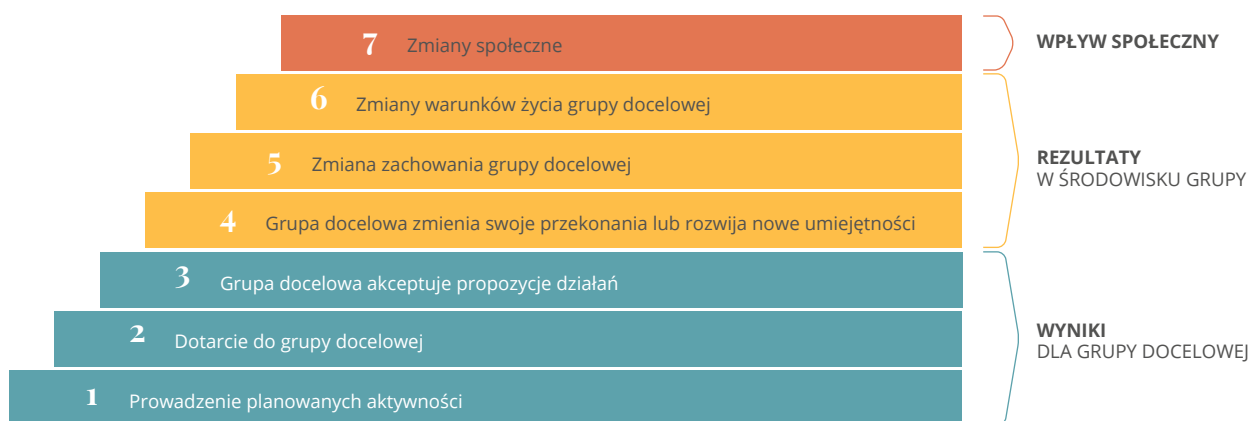 7 Zmiany społeczne
WPŁYW SPOŁECZNY
6 Zmiany warunków życia grupy docelowej
5 Zmiana zachowania grupy docelowej
REZULTATY
W ŚRODOWISKU GRUPY
4 Grupa docelowa zmienia swoje przekonania lub rozwija nowe umiejętności
3 Grupa docelowa akceptuje propozycje działań
2 Dotarcie do grupy docelowej
WYNIKI
DLA GRUPY DOCELOWEJ
1 Prowadzenie planowanych aktywności